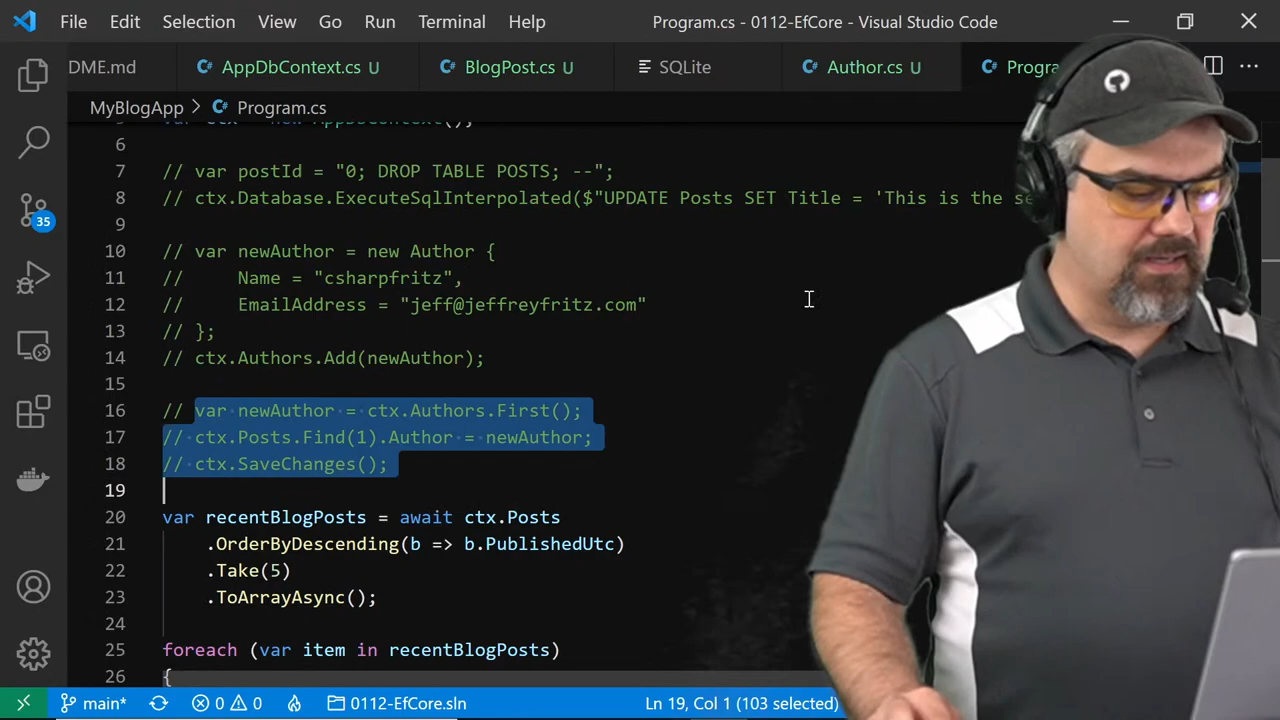 File Edit Selection View Go Run Terminal Help Program.cs - 0112-EfCore - Visual Studio Code
DME.md C# AppDbContext.cs U C# BlogPost.cs U SQLite C# Author.cs U C#
MyBlogApp > C# Program.cs
6
7 // var postId = "0; DROP TABLE POSTS; --";
8 // ctx.Database.ExecuteSqlInterpolated($"UPDATE Posts SET Title = 'This is the
9
10 // var newAuthor = new Author {
11 // Name = "csharpfritz",
12 // EmailAddress = "jeff@jeffreyfritz.com"
13 // };
14 // ctx.Authors.Add(newAuthor);
15
16 // var newAuthor = ctx.Authors.First();
17 // ctx.Posts.Find(1).Author = newAuthor;
18 // ctx.SaveChanges();
19
20 var recentBlogPosts = await ctx.Posts
21 .OrderByDescending(b => b.PublishedUtc)
22 .Take(5)
23 .ToArrayAsync();
24
25 foreach (var item in recentBlogPosts)
26 {
35
main* 0 0 0112-EfCore.sln Ln 19, Col 1 (103 selected)